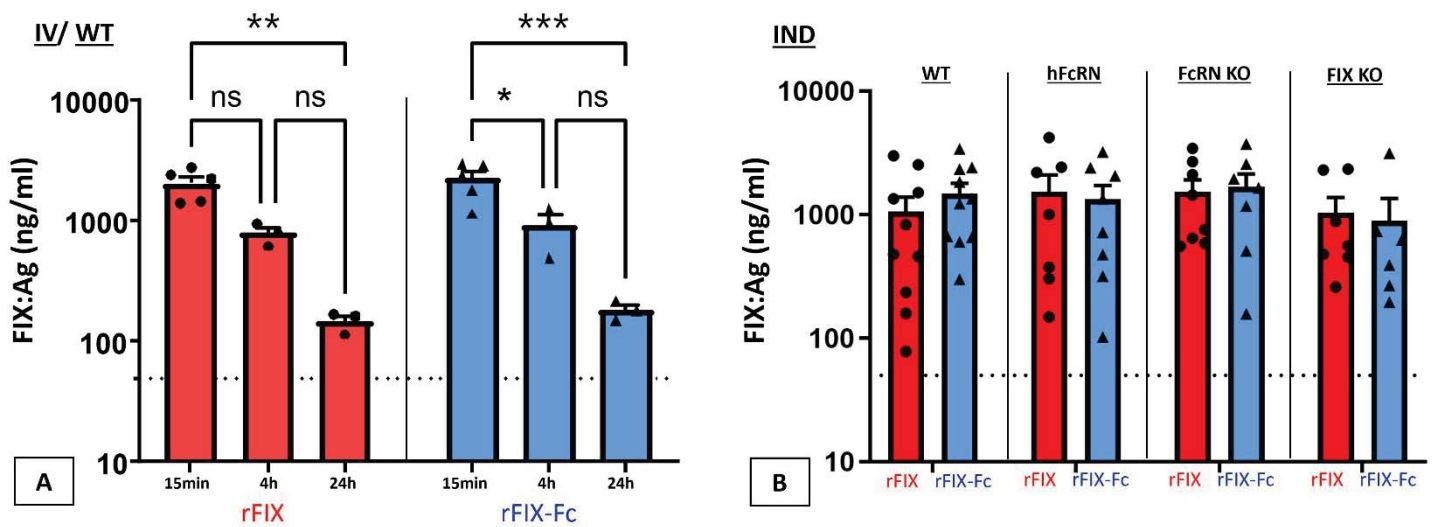 IV/ WT
** ***
ns ns * ns
FIX:Ag (ng/ml)
10000
1000
100
10
15min 4h 24h 15min 4h 24h
rFIX rFIX-Fc
A
IND
WT hFcRN FcRN KO FIX KO
FIX:Ag (ng/ml)
10000
1000
100
10
rFIX rFIX-Fc rFIX rFIX-Fc rFIX rFIX-Fc rFIX rFIX-Fc
B